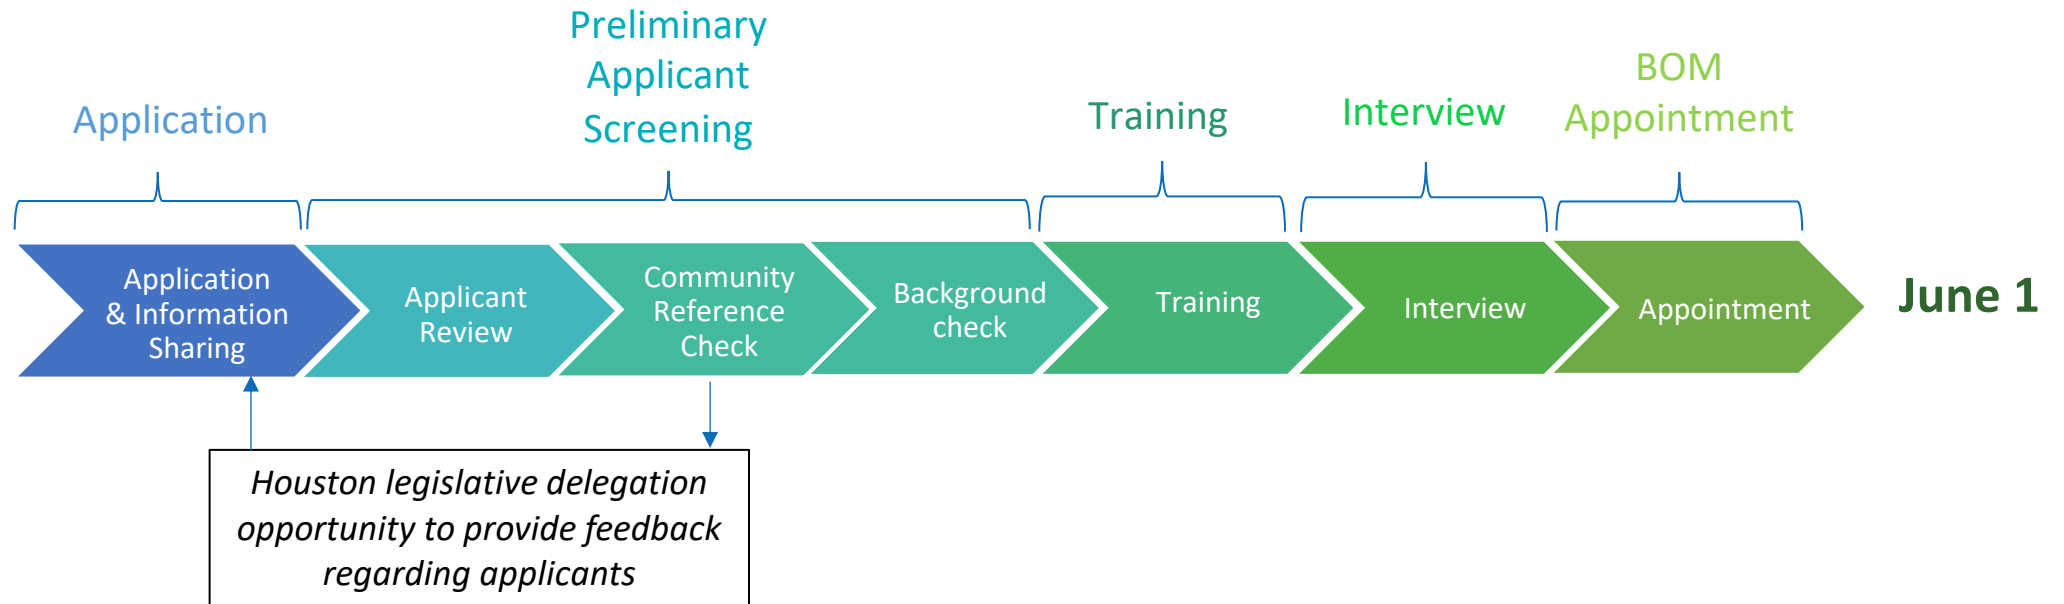 Application
Preliminary
Applicant
Screening
Training
Interview
BOM
Appointment
Application
& Information
Sharing
Applicant
Review
Community
Reference
Check
Background
check
Training
Interview
Appointment
June 1
Houston legislative delegation
opportunity to provide feedback
regarding applicants